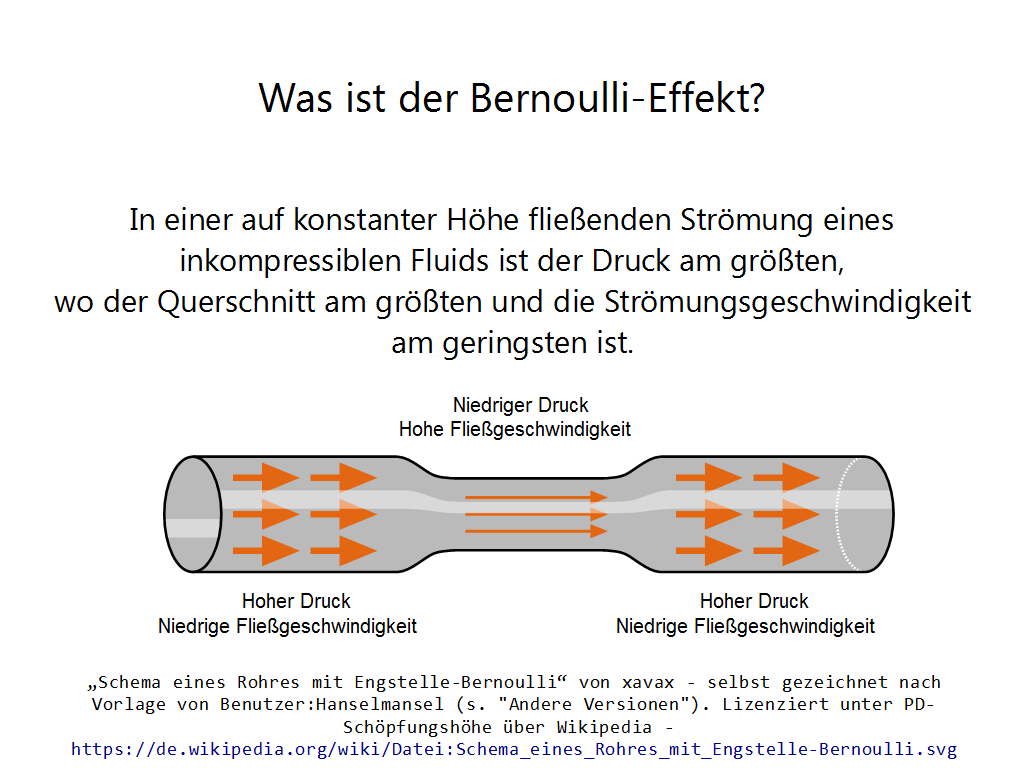 Was ist der Bernoulli-Effekt?
In einer auf konstanter Höhe fließenden Strömung eines
inkompressiblen Fluids ist der Druck am größten,
wo der Querschnitt am größten und die Strömungsgeschwindigkeit
am geringsten ist.
Niedriger Druck
Hohe Fließgeschwindigkeit
Hoher Druck
Niedrige Fließgeschwindigkeit
Hoher Druck
Niedrige Fließgeschwindigkeit
„Schema eines Rohres mit Engstelle-Bernoulli“ von xavax - selbst gezeichnet nach
Vorlage von Benutzer:Hanselmansel (s. "Andere Versionen"). Lizenziert unter PD-
Schöpfungshöhe über Wikipedia -
https://de.wikipedia.org/wiki/Datei:Schema_eines_Rohres_mit_Engstelle-Bernoulli.svg